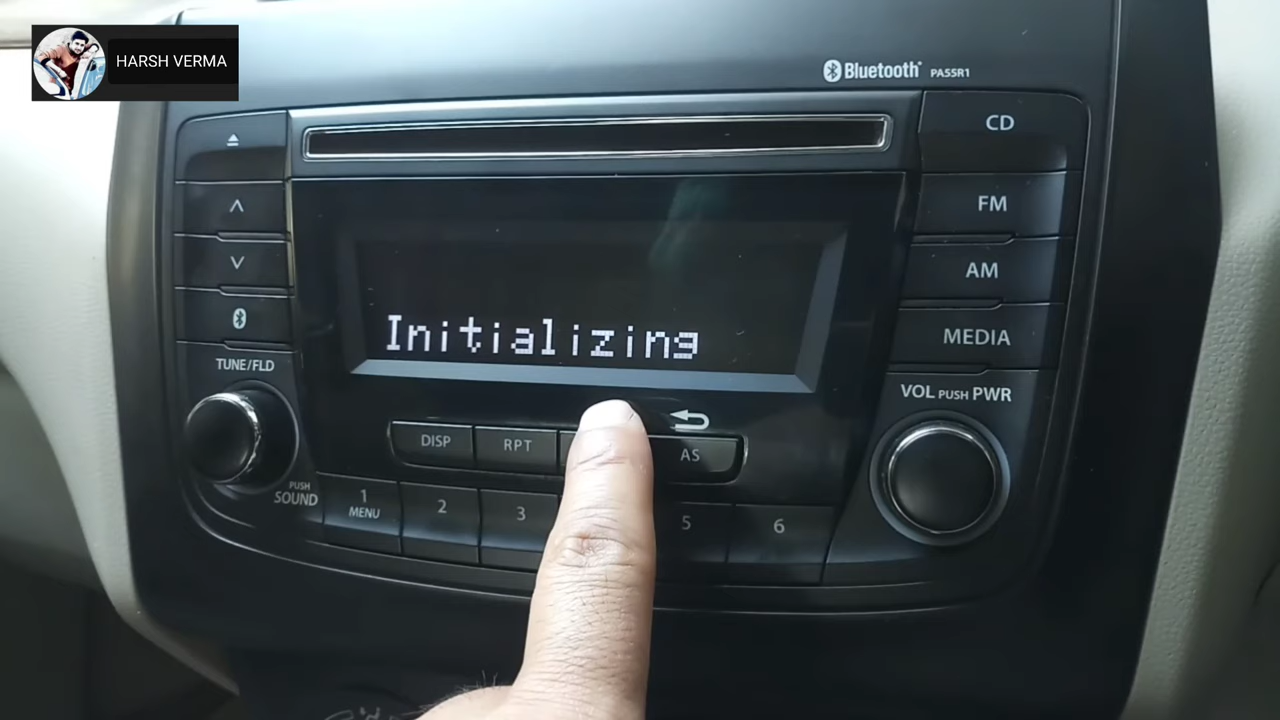 HARSH VERMA
Bluetooth PA55R1
CD
FM
AM
MEDIA
Initializing
TUNE/FLD
VOL PUSH PWR
DISP
RPT
AS
PUSH
SOUND
1
MENU
2
3
5
6